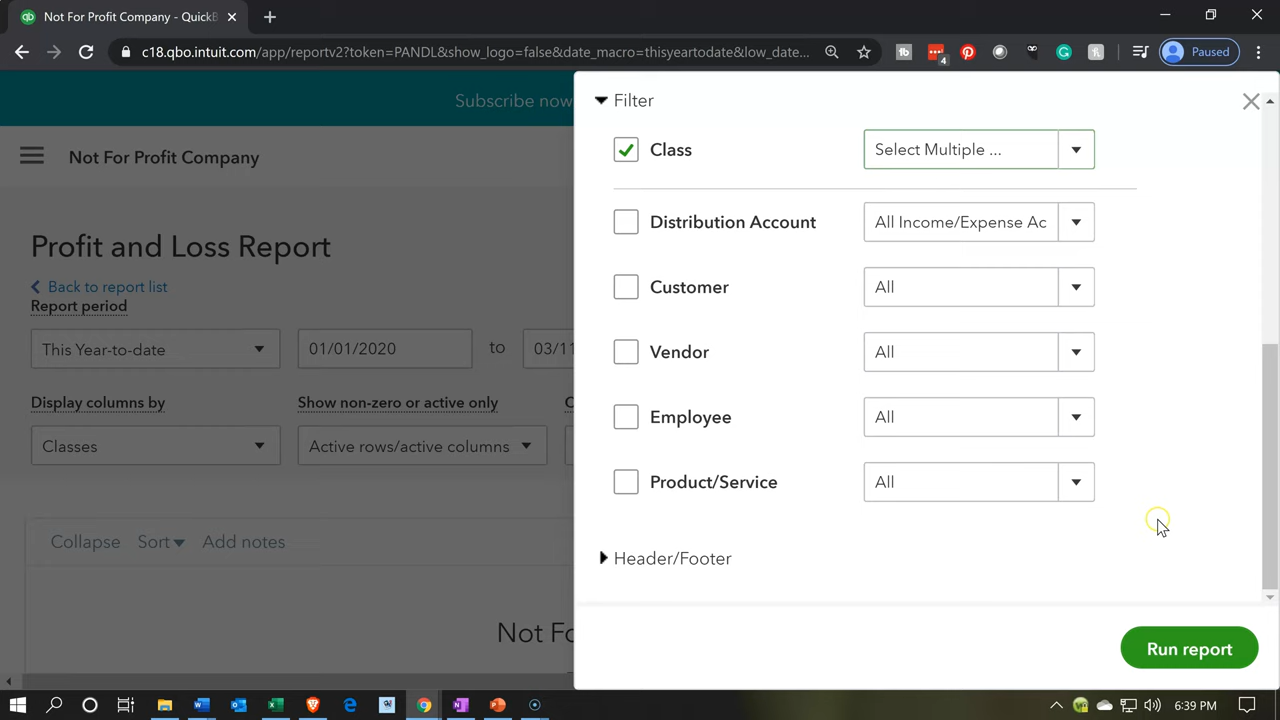 Not For Profit Company - QuickB
c18.qbo.intuit.com/app/reportv2?token=PANDL&show_logo=false&date_macro=thisyeartodate&low_date...
4
Paused
Subscribe now
Not For Profit Company
Profit and Loss Report
Back to report list
Report period
This Year-to-date
01/01/2020
to
03/11
Display columns by
Show non-zero or active only
C
Classes
Active rows/active columns
Collapse
Sort
Add notes
Not Fo
Filter
Class
Select Multiple ...
Distribution Account
All Income/Expense Ac
Customer
All
Vendor
All
Employee
All
Product/Service
All
Header/Footer
Run report
6:39 PM